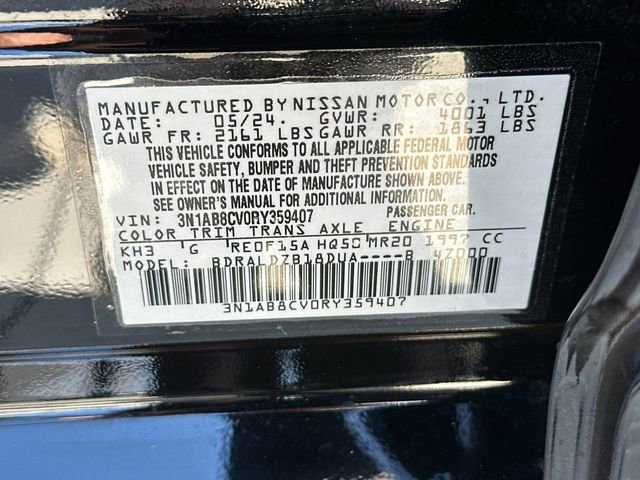 MANUFACTURED BY NISSAN MOTOR CO., LTD.
DATE: 05/24. GVWR: 4001 LBS
GAWR FR: 2161 LBS GAWR RR: 1863 LBS
THIS VEHICLE CONFORMS TO ALL APPLICABLE FEDERAL MOTOR
VEHICLE SAFETY, BUMPER AND THEFT PREVENTION STANDARDS
IN EFFECT ON THE DATE OF MANUFACTURE SHOWN ABOVE.
SEE OWNER'S MANUAL FOR ADDITIONAL INFORMATION.
VIN: 3N1AB8CV0RY359407 PASSENGER CAR.
COLOR TRIM TRANS AXLE ENGINE
KH3 G RE0F15A HQ50 MR20 1997 CC
MODEL: BDRALDZB18DUA----B 47000
3N1AB8CV0RY359407